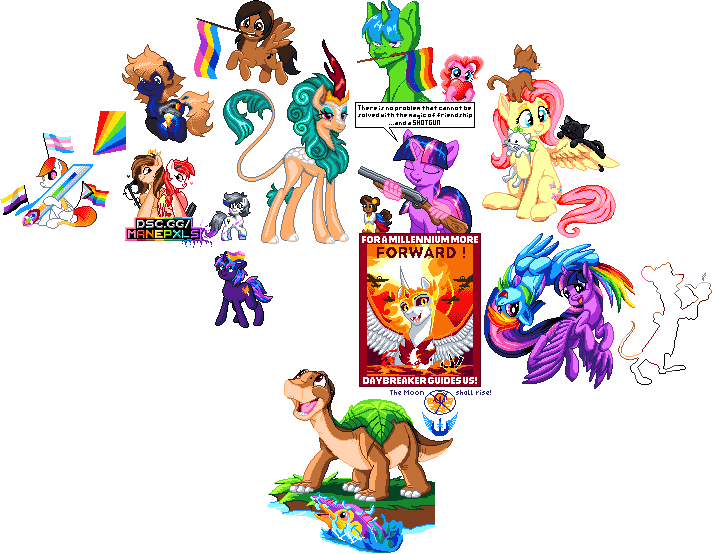 There is no problem that cannot be
solved with the magic of friendship
...and a SHOTGUN
DSC.GG/
MANEPXLS
FOR A MILLENNIUM MORE
FORWARD !
DAYBREAKER GUIDES US!
The Moon shall rise!